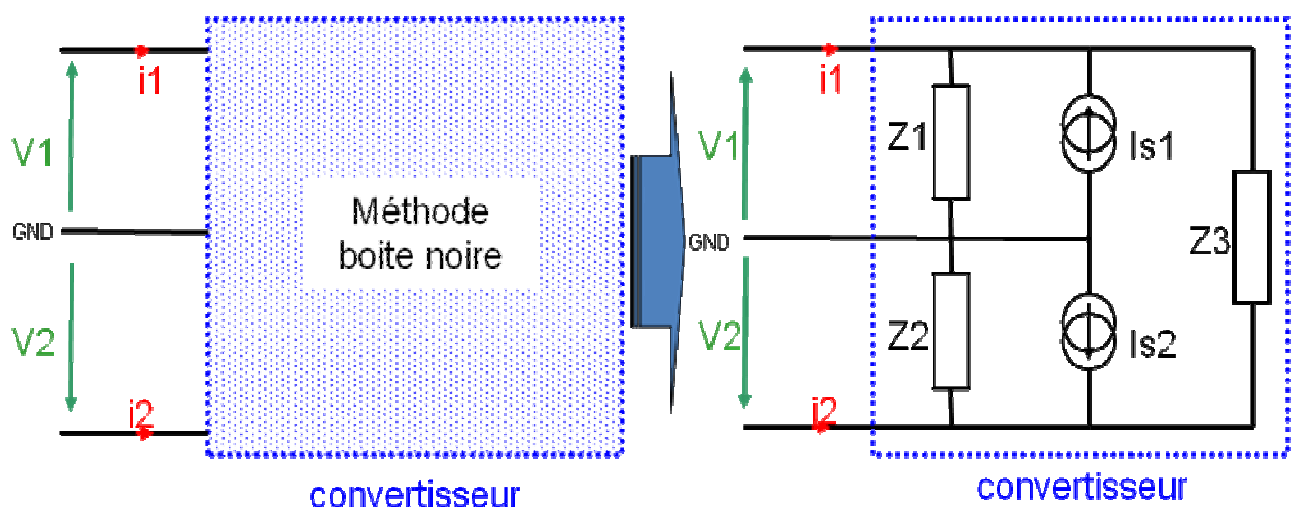 i1
V1
GND
V2
i2
Méthode
boite noire
convertisseur
i1
V1
GND
V2
i2
Z1
Is1
Z3
Z2
Is2
convertisseur